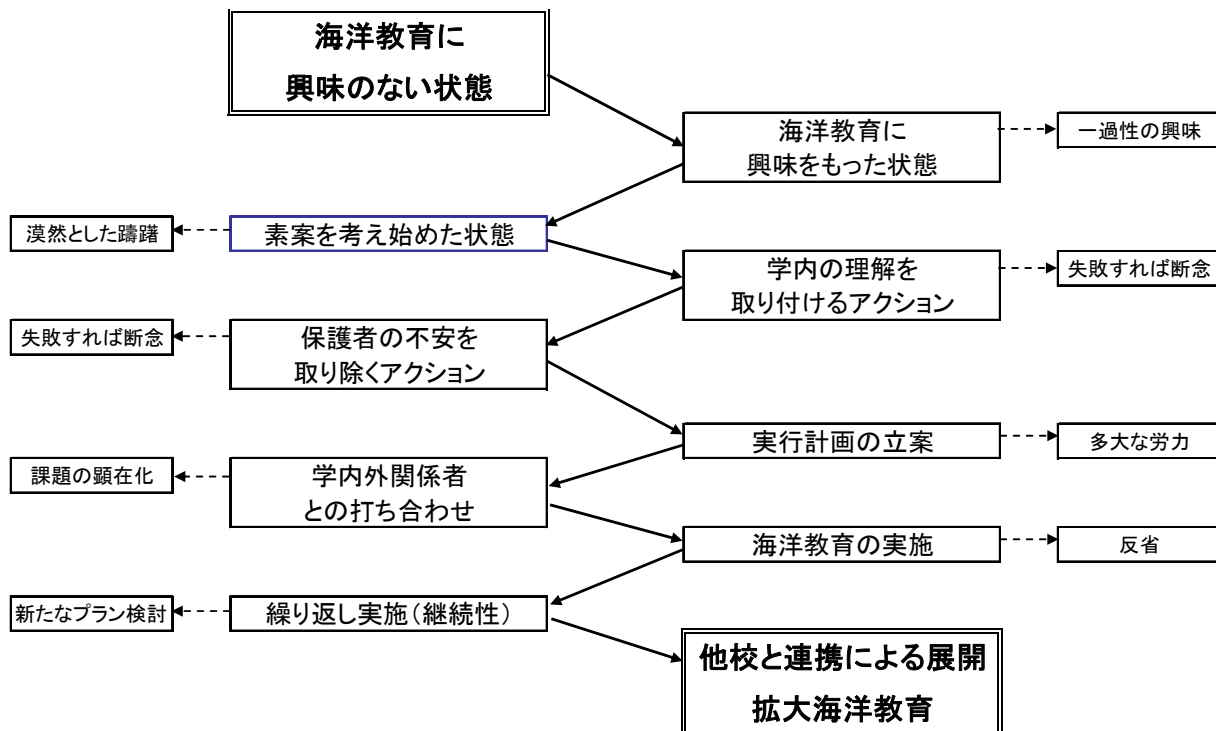 海洋教育に
興味のない状態
海洋教育に
興味をもった状態
一過性の興味
漠然とした躊躇
素案を考え始めた状態
学内の理解を
取り付けるアクション
失敗すれば断念
失敗すれば断念
保護者の不安を
取り除くアクション
実行計画の立案
多大な労力
課題の顕在化
学内外関係者
との打ち合わせ
海洋教育の実施
反省
新たなプラン検討
繰り返し実施(継続性)
他校と連携による展開
拡大海洋教育